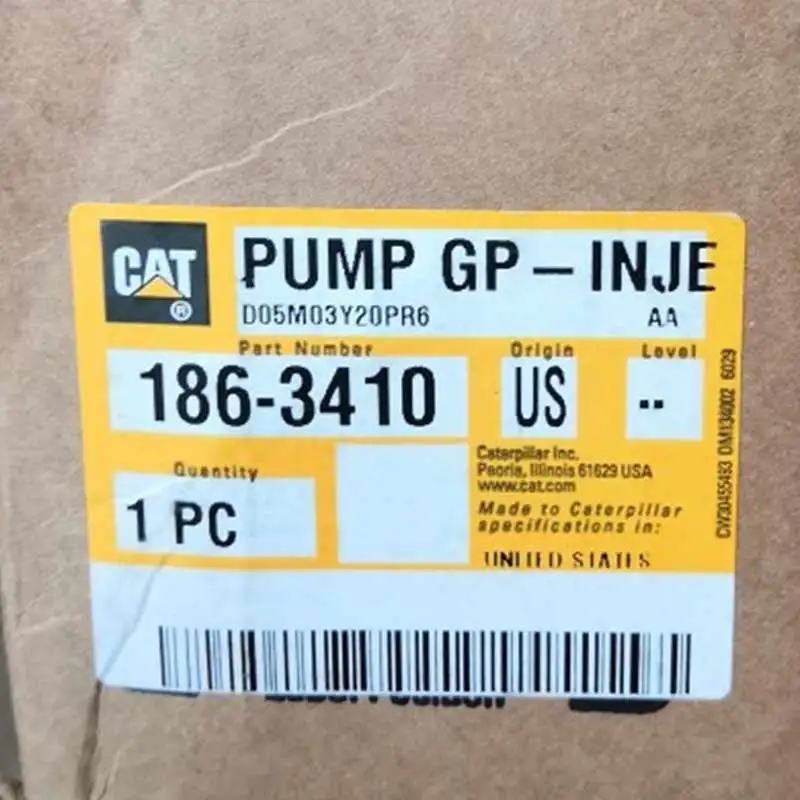 CAT®
PUMP GP-INJE
D05M03Y20PR6 AA
Part Number Origin Level
186-3410 US --
Quantity
1 PC
Caterpillar Inc.
Peoria, Illinois 61629 USA
www.cat.com
Made to Caterpillar
specifications in:
UNITED STATES